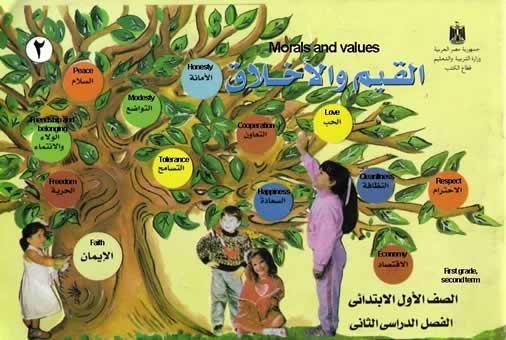 ٢
Morals and values
القيم والأخلاق
جمهورية مصر العربية
وزارة التربية والتعليم
قطاع الكتب
Peace
السلام
Honesty
الأمانة
Modesty
التواضع
Love
الحب
Friendship and
belonging
الولاء
والانتماء
Cooperation
التعاون
Tolerance
التسامح
Freedom
الحرية
Happiness
السعادة
Cleanliness
النظافة
Respect
الاحترام
Faith
الإيمان
Economy
الاقتصاد
First grade,
second term
الصف الأول الابتدائى
الفصل الدراسى الثانى